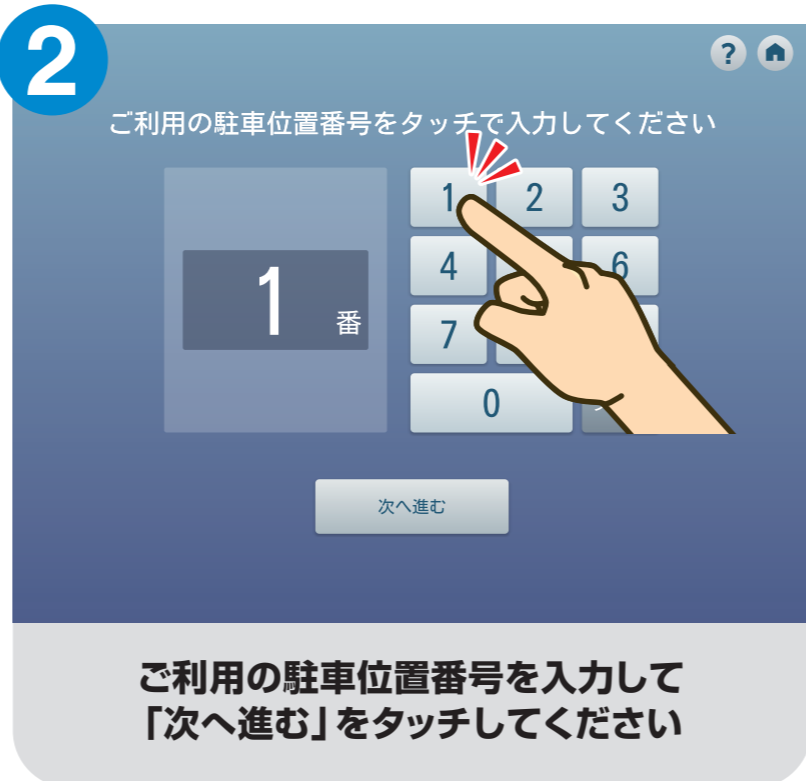 2
?
ご利用の駐車位置番号をタッチで入力してください
1 2 3
1 番
4 6
7
0
次へ進む
ご利用の駐車位置番号を入力して
「次へ進む」をタッチしてください